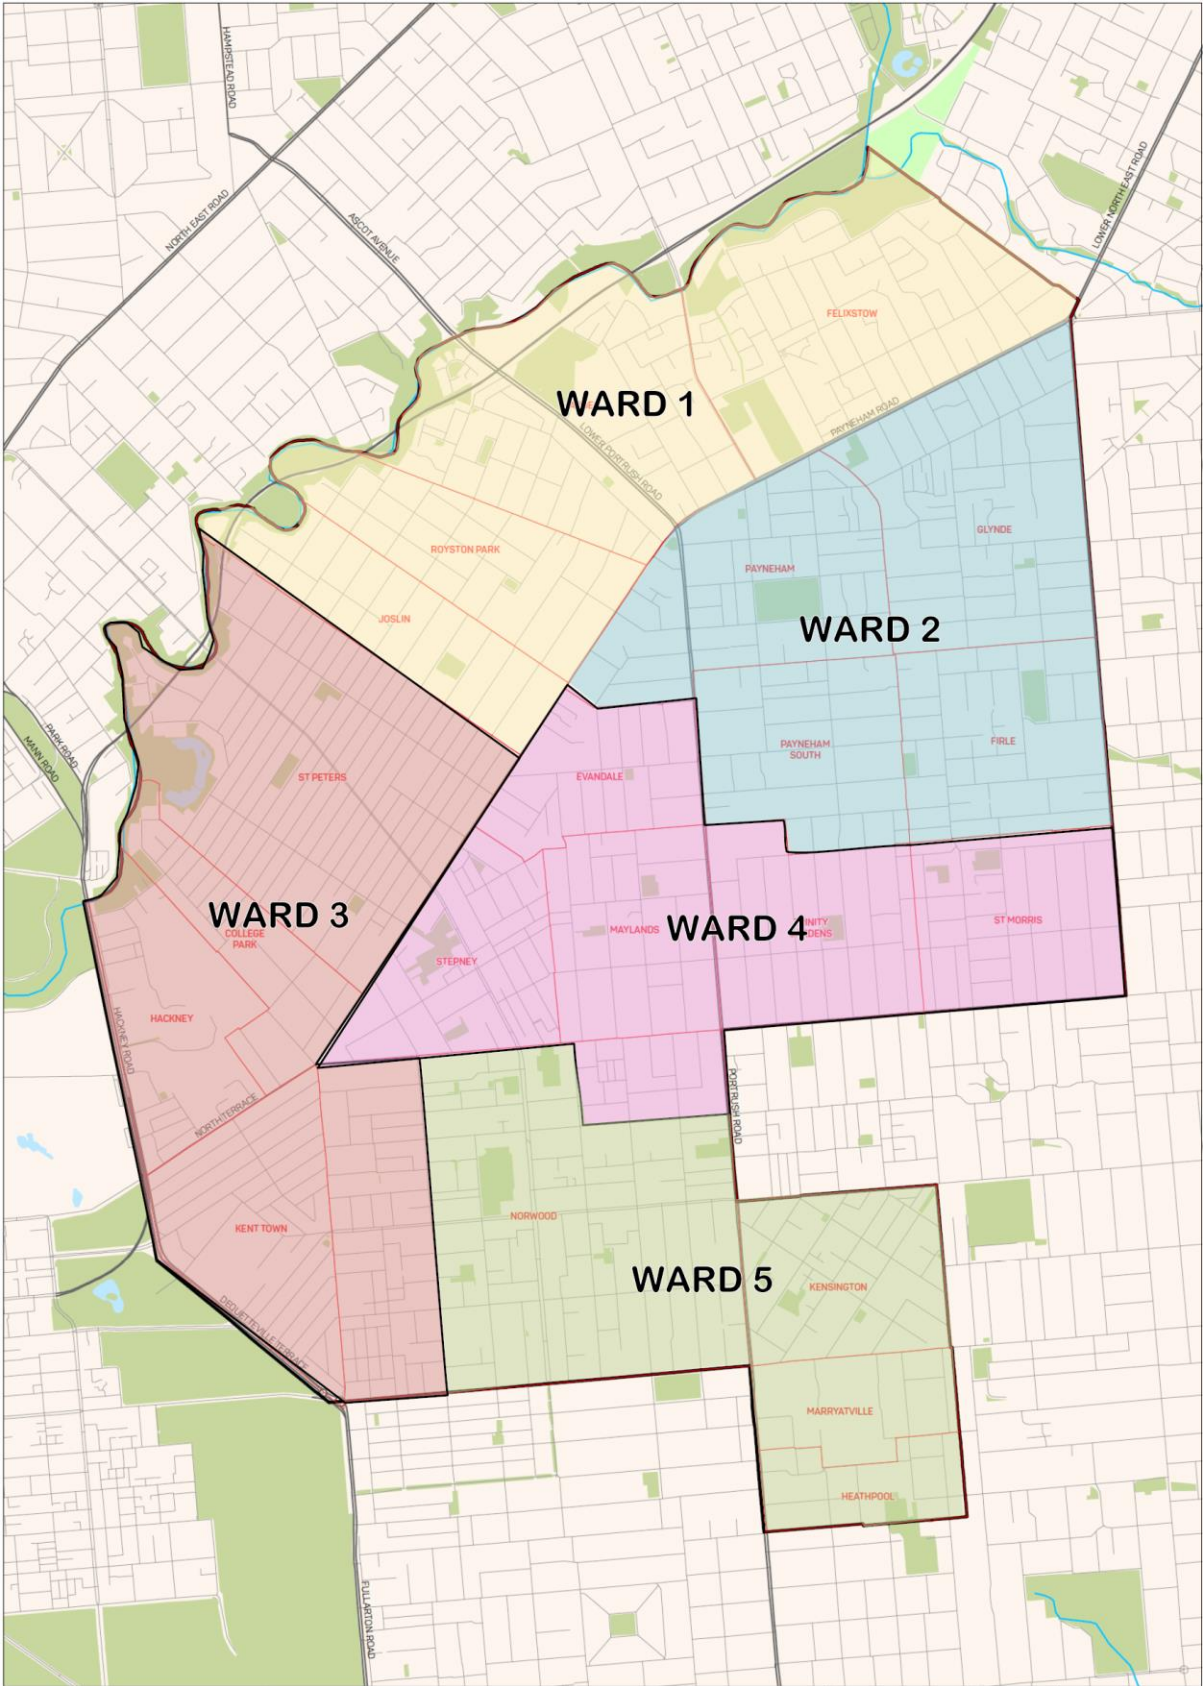 HAMPSTEAD ROAD
NORTH EAST ROAD
ASCOT AVENUE
LOWER NORTH EAST ROAD
FELIXSTOW
WARD 1
PAYNEHAM ROAD
LOWER PORTRUSH ROAD
GLYNDE
ROYSTON PARK
PAYNEHAM
JOSLIN
WARD 2
PARK ROAD
MANN ROAD
PAYNEHAM
SOUTH
FIRLE
ST PETERS
EVANDALE
WARD 3
COLLEGE
PARK
MAYLANDS
WARD 4
ST MORRIS
STEPNEY
HACKNEY
HACKNEY ROAD
NORTH TERRACE
PORTRUSH ROAD
KENT TOWN
NORWOOD
WARD 5
KENSINGTON
DEQUETTEVILLE TERRACE
MARRYATVILLE
HEATHPOOL
FULLARTON ROAD